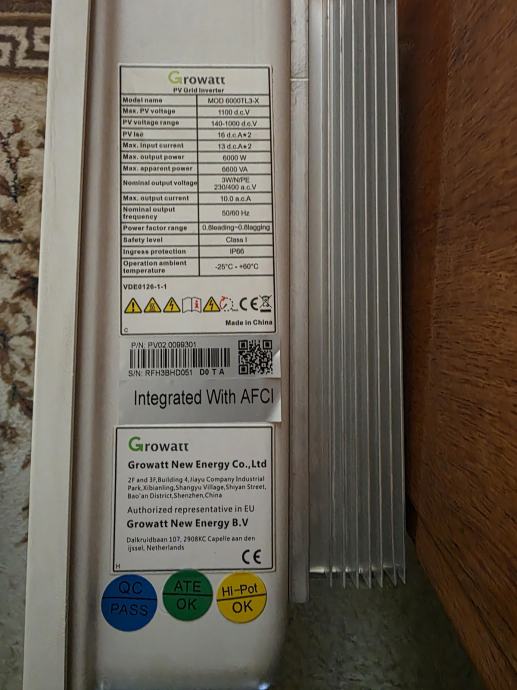 Growatt
PV Grid Inverter
Model name MOD 6000TL3-X
Max. PV voltage 1100 d.c.V
PV voltage range 140-1000 d.c.V
PV Isc 16 d.c.A*2
Max. input current 13 d.c.A*2
Max. output power 6000 W
Max. apparent power 6600 VA
Nominal output voltage 3W/N/PE
230/400 a.c.V
Max. output current 10.0 a.c.A
Nominal output
frequency 50/60 Hz
Power factor range 0.8leading~0.8lagging
Safety level Class I
Ingress protection IP66
Operation ambient
temperature -25°C - +60°C
VDE0126-1-1
CE
C Made in China
P/N: PV02.0099301
S/N: RFH3BHD051 D0 T A
Integrated With AFCI
Growatt
Growatt New Energy Co.,Ltd
2F and 3F,Building 4,Jiayu Company Industrial
Park,Xibianling,Shangyu Village,Shiyan Street,
Bao'an District,Shenzhen,China
Authorized representative in EU
Growatt New Energy B.V
Dalkruidbaan 107, 2908KC Capelle aan den
ijssel, Netherlands
H CE
QC
PASS
ATE
OK
Hi-Pot
OK